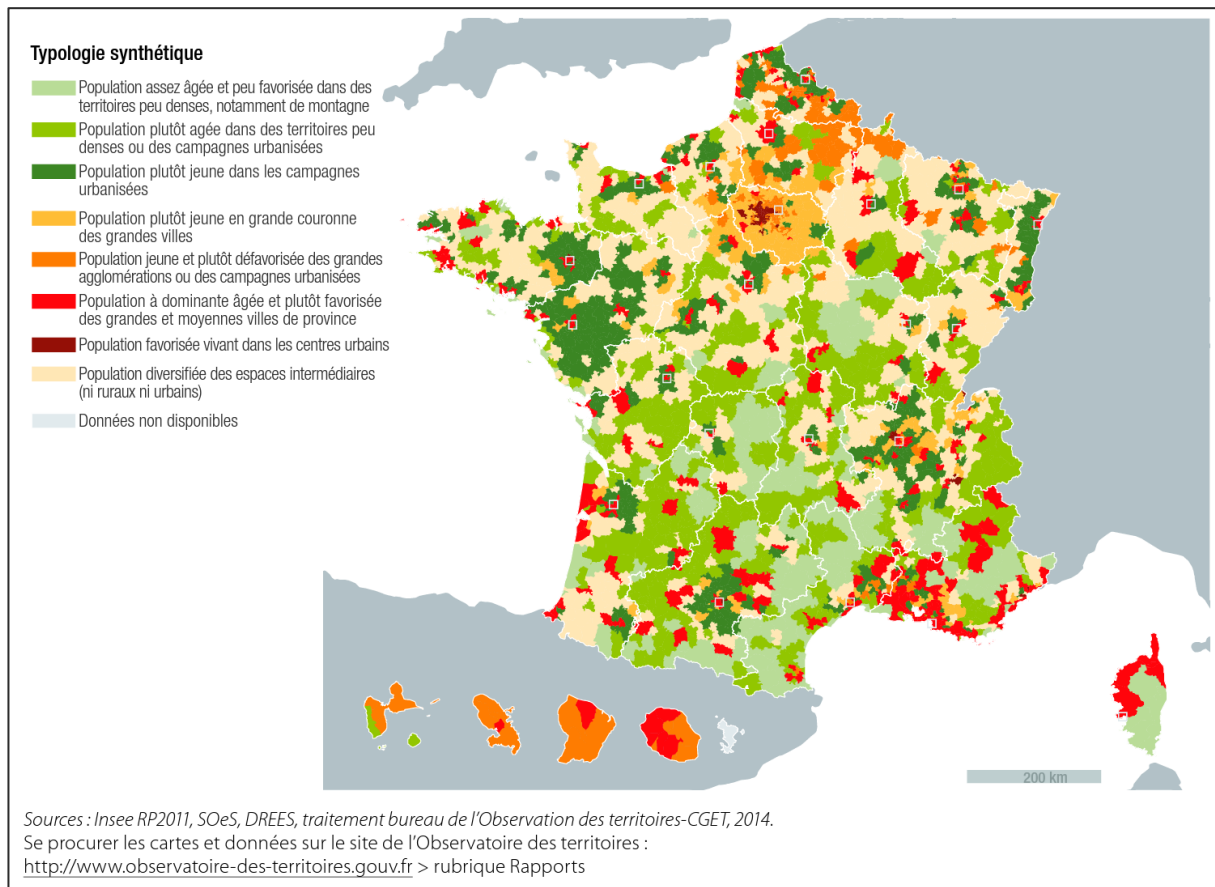 Typologie synthétique
Population assez âgée et peu favorisée dans des
territoires peu denses, notamment de montagne
Population plutôt agée dans des territoires peu
denses ou des campagnes urbanisées
Population plutôt jeune dans les campagnes
urbanisées
Population plutôt jeune en grande couronne
des grandes villes
Population jeune et plutôt défavorisée des grandes
agglomérations ou des campagnes urbanisées
Population à dominante âgée et plutôt favorisée
des grandes et moyennes villes de province
Population favorisée vivant dans les centres urbains
Population diversifiée des espaces intermédiaires
(ni ruraux ni urbains)
Données non disponibles
200 km
Sources : Insee RP2011, SOeS, DREES, traitement bureau de l'Observation des territoires-CGET, 2014.
Se procurer les cartes et données sur le site de l'Observatoire des territoires :
http://www.observatoire-des-territoires.gouv.fr > rubrique Rapports